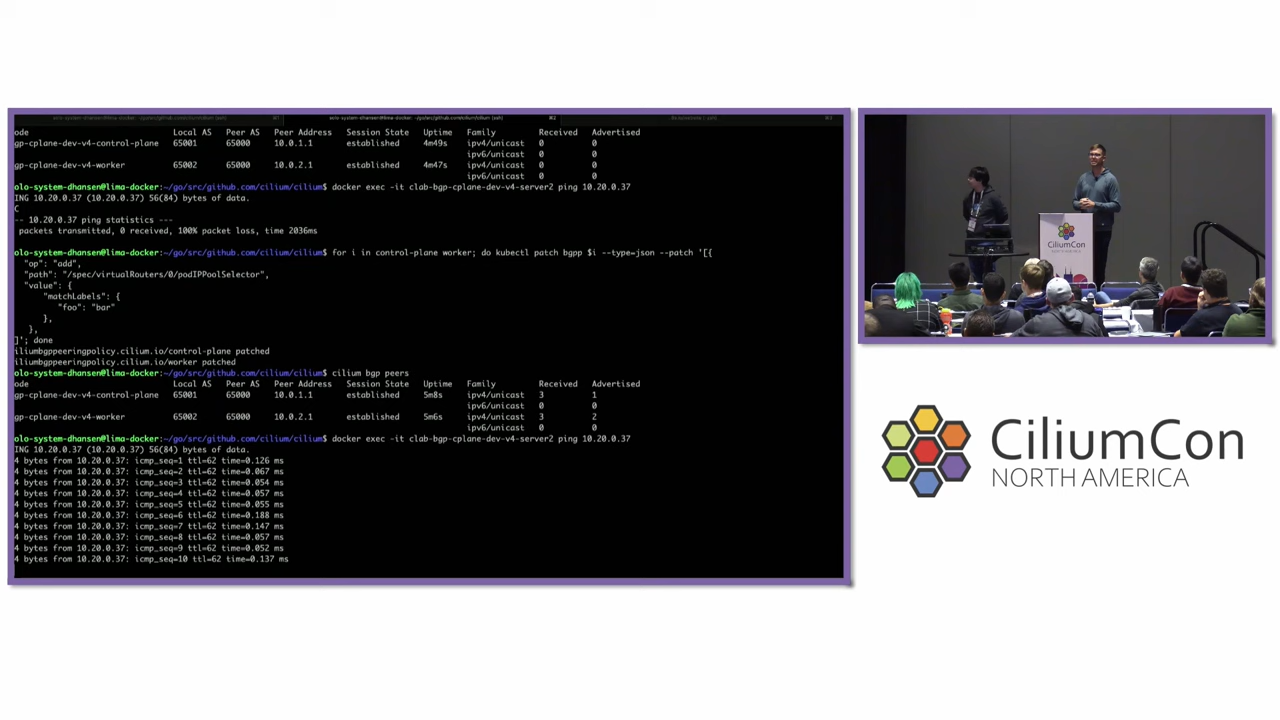 ode Local AS Peer AS Peer Address Session State Uptime Family Received Advertised
gp-cplane-dev-v4-control-plane 65001 65000 10.0.1.1 established 4m49s ipv4/unicast 0 0
ipv6/unicast 0 0
gp-cplane-dev-v4-worker 65002 65000 10.0.2.1 established 4m47s ipv4/unicast 0 0
ipv6/unicast 0 0
olo-system-dhansen@lima-docker:~/go/src/github.com/cilium/cilium$ docker exec -it clab-bgp-cplane-dev-v4-server2 ping 10.20.0.37
ING 10.20.0.37 (10.20.0.37) 56(84) bytes of data.
C
-- 10.20.0.37 ping statistics ---
packets transmitted, 0 received, 100% packet loss, time 2036ms
olo-system-dhansen@lima-docker:~/go/src/github.com/cilium/cilium$ for i in control-plane worker; do kubectl patch bgpp $i --type=json --patch '[{
"op": "add",
"path": "/spec/virtualRouters/0/podIPPoolSelector",
"value": {
"matchLabels": {
"foo": "bar"
},
},
]'; done
iliumbgppeeringpolicy.cilium.io/control-plane patched
iliumbgppeeringpolicy.cilium.io/worker patched
olo-system-dhansen@lima-docker:~/go/src/github.com/cilium/cilium$ cilium bgp peers
ode Local AS Peer AS Peer Address Session State Uptime Family Received Advertised
gp-cplane-dev-v4-control-plane 65001 65000 10.0.1.1 established 5m8s ipv4/unicast 3 1
ipv6/unicast 0 0
gp-cplane-dev-v4-worker 65002 65000 10.0.2.1 established 5m6s ipv4/unicast 3 2
ipv6/unicast 0 0
olo-system-dhansen@lima-docker:~/go/src/github.com/cilium/cilium$ docker exec -it clab-bgp-cplane-dev-v4-server2 ping 10.20.0.37
ING 10.20.0.37 (10.20.0.37) 56(84) bytes of data.
4 bytes from 10.20.0.37: icmp_seq=1 ttl=62 time=0.126 ms
4 bytes from 10.20.0.37: icmp_seq=2 ttl=62 time=0.067 ms
4 bytes from 10.20.0.37: icmp_seq=3 ttl=62 time=0.054 ms
4 bytes from 10.20.0.37: icmp_seq=4 ttl=62 time=0.057 ms
4 bytes from 10.20.0.37: icmp_seq=5 ttl=62 time=0.055 ms
4 bytes from 10.20.0.37: icmp_seq=6 ttl=62 time=0.188 ms
4 bytes from 10.20.0.37: icmp_seq=7 ttl=62 time=0.147 ms
4 bytes from 10.20.0.37: icmp_seq=8 ttl=62 time=0.057 ms
4 bytes from 10.20.0.37: icmp_seq=9 ttl=62 time=0.052 ms
4 bytes from 10.20.0.37: icmp_seq=10 ttl=62 time=0.137 ms
CiliumCon
CiliumCon
NORTH AMERICA